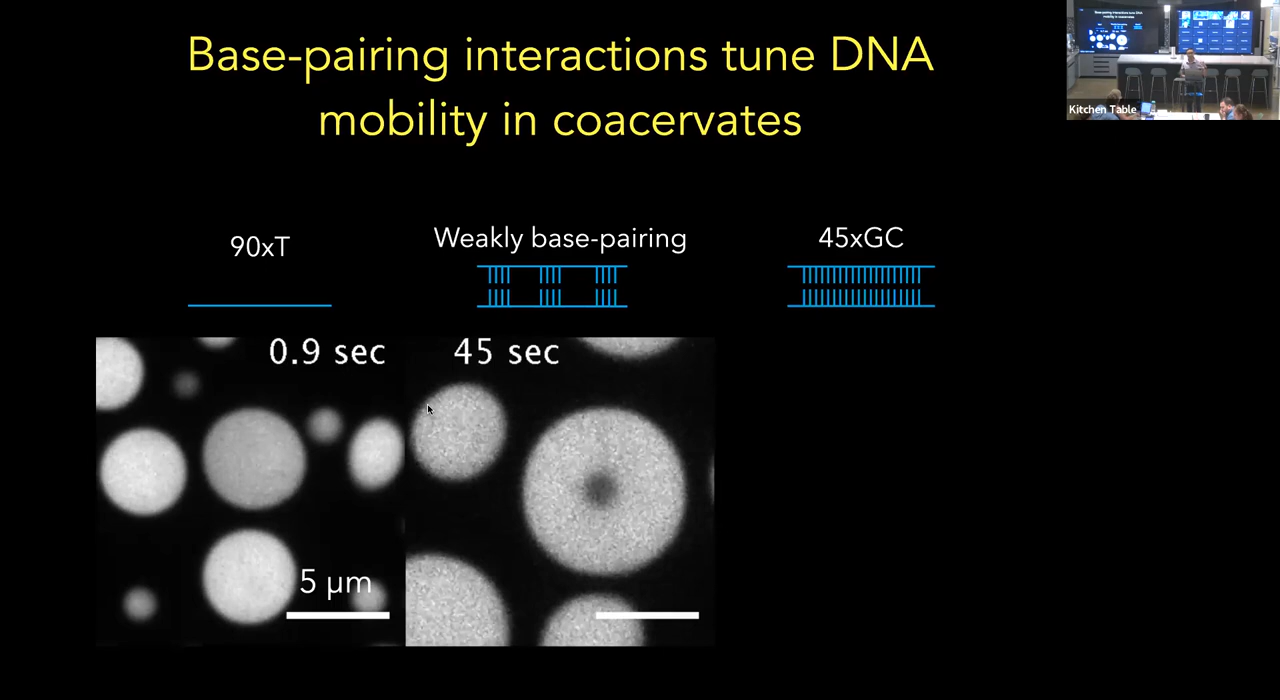 Base-pairing interactions tune DNA
mobility in coacervates
Kitchen Table
90xT
Weakly base-pairing
45xGC
0.9 sec
45 sec
5 µm